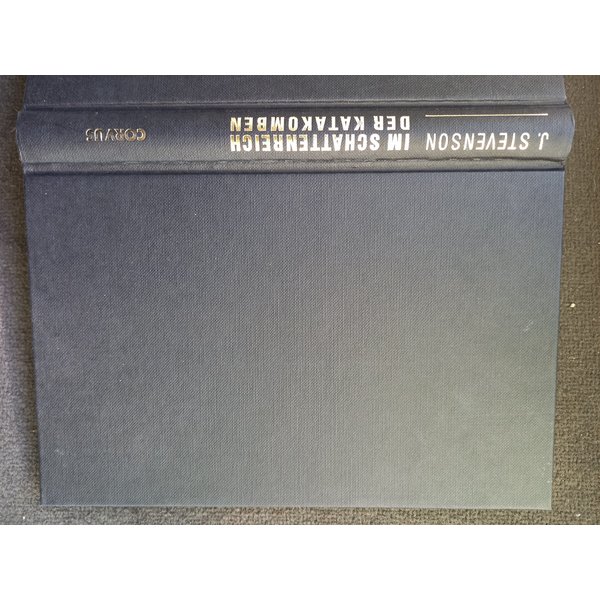 J. STEVENSON
IM SCHATTENREICH
DER KATAKOMBEN
CORVUS